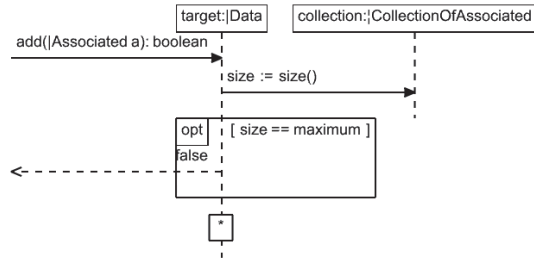 target:|Data
collection:¦CollectionOfAssociated
add(|Associated a): boolean
size := size()
opt
[ size == maximum ]
false
*